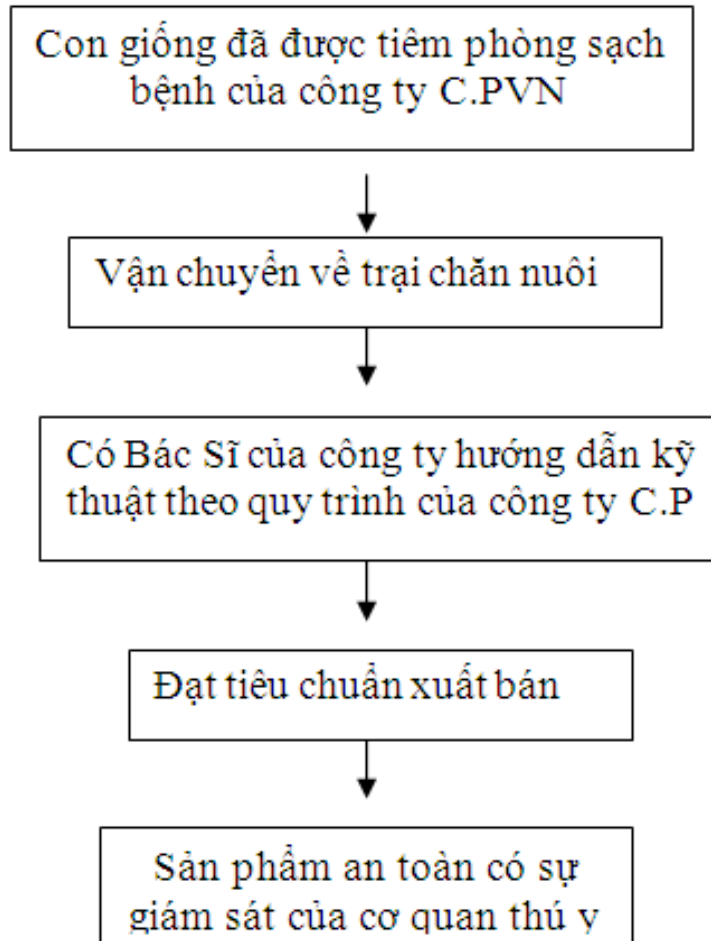 Con giống đã được tiêm phòng sạch
bệnh của công ty C.PVN
Vận chuyển về trại chăn nuôi
Có Bác Sĩ của công ty hướng dẫn kỹ
thuật theo quy trình của công ty C.P
Đạt tiêu chuẩn xuất bán
Sản phẩm an toàn có sự
giám sát của cơ quan thú y